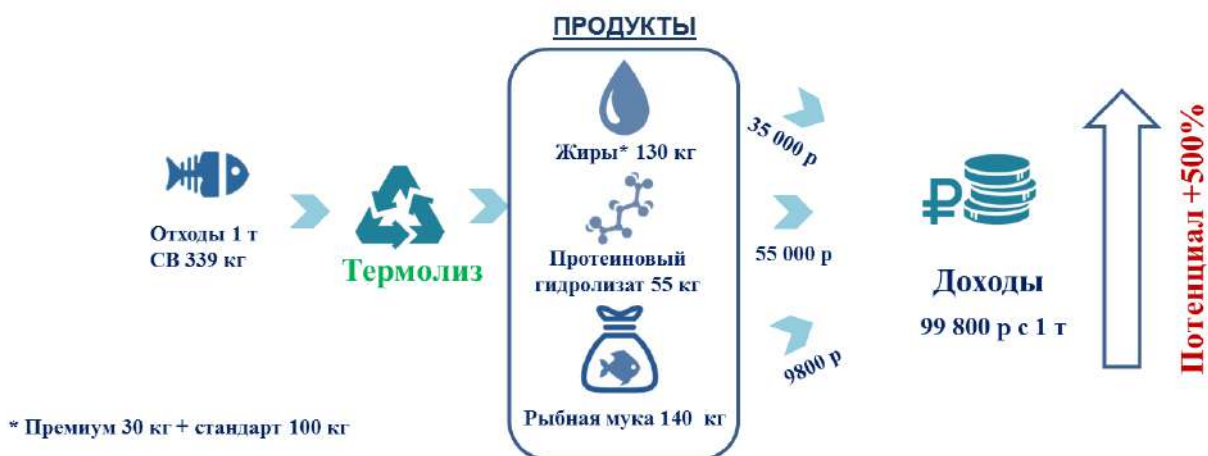 ПРОДУКТЫ
Отходы 1 т
СВ 339 кг
Термолиз
Жиры* 130 кг
Протеиновый
гидролизат 55 кг
Рыбная мука 140 кг
35 000 р
55 000 р
9800 р
Доходы
99 800 р с 1 т
Потенциал +500%
* Премиум 30 кг + стандарт 100 кг